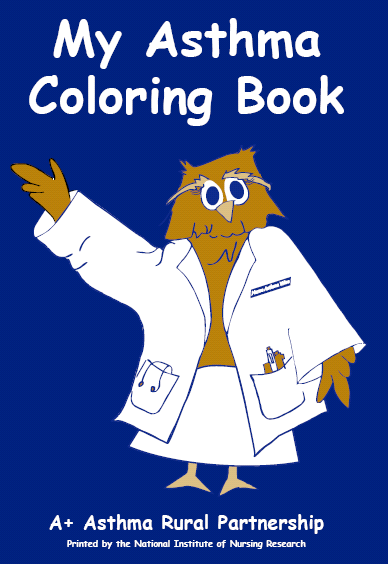 My Asthma
Coloring Book
A+ Asthma Rural Partnership
Printed by the National Institute of Nursing Research